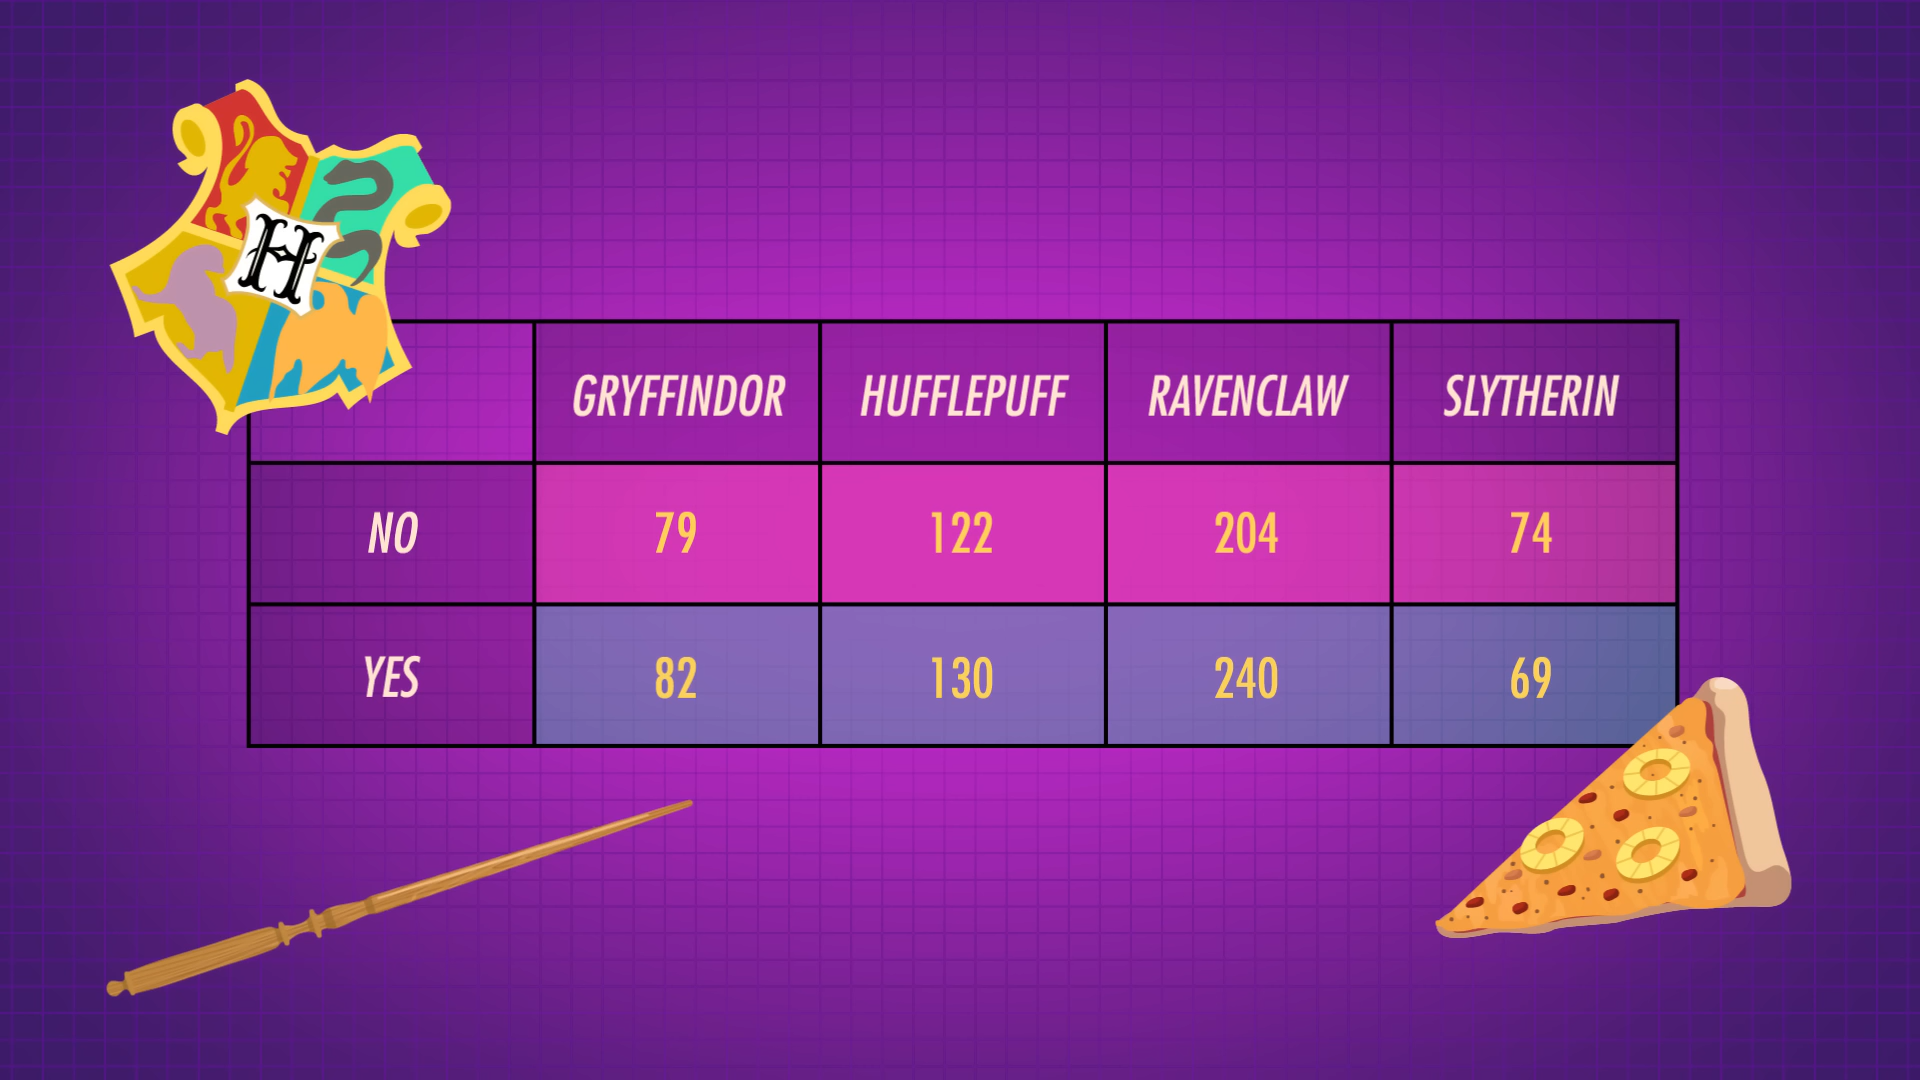 H
GRYFFINDOR HUFFLEPUFF RAVENCLAW SLYTHERIN
NO 79 122 204 74
YES 82 130 240 69